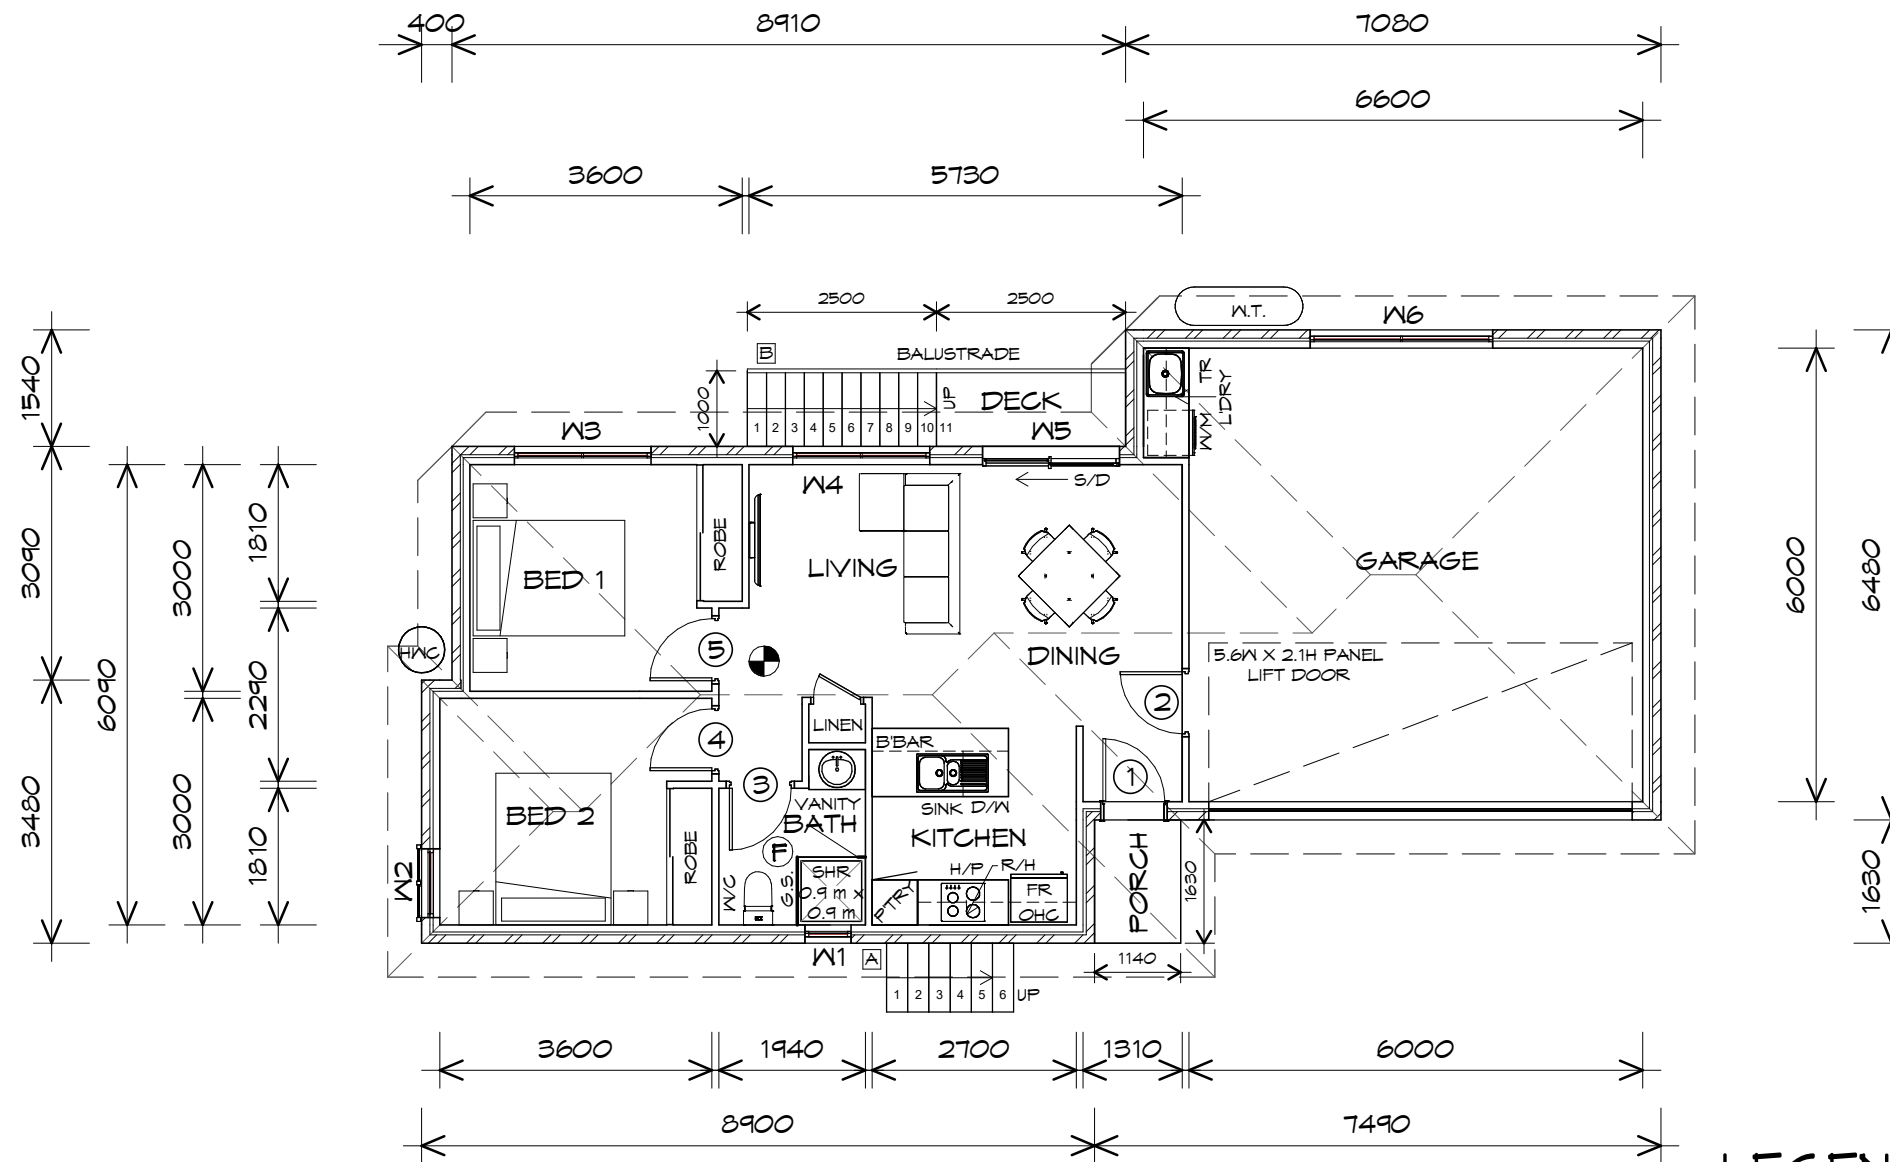 400
8910
7080
6600
3600
5730
2500
2500
W.T.
W6
B
BALUSTRADE
1000
UP
DECK
1 2 3 4 5 6 7 8 9 10 11
W3
W5
TR
L'DRY
W/M
W4
S/D
1540
3090
3480
6090
3000
3000
1810
2290
1810
ROBE
BED 1
LIVING
GARAGE
6000
6480
1630
HWC
5
DINING
5.6W X 2.1H PANEL
LIFT DOOR
2
LINEN
4
B'BAR
3
1
VANITY
BATH
SINK D/W
KITCHEN
BED 2
ROBE
F
W2
WC
G.S.
SHR
0.9 m x
0.9 m
P'TRY
H/P
R/H
FR
OHC
PORCH
1630
W1
A
1140
1 2 3 4 5 6 UP
3600
1940
2700
1310
6000
8900
7490
LEGEN